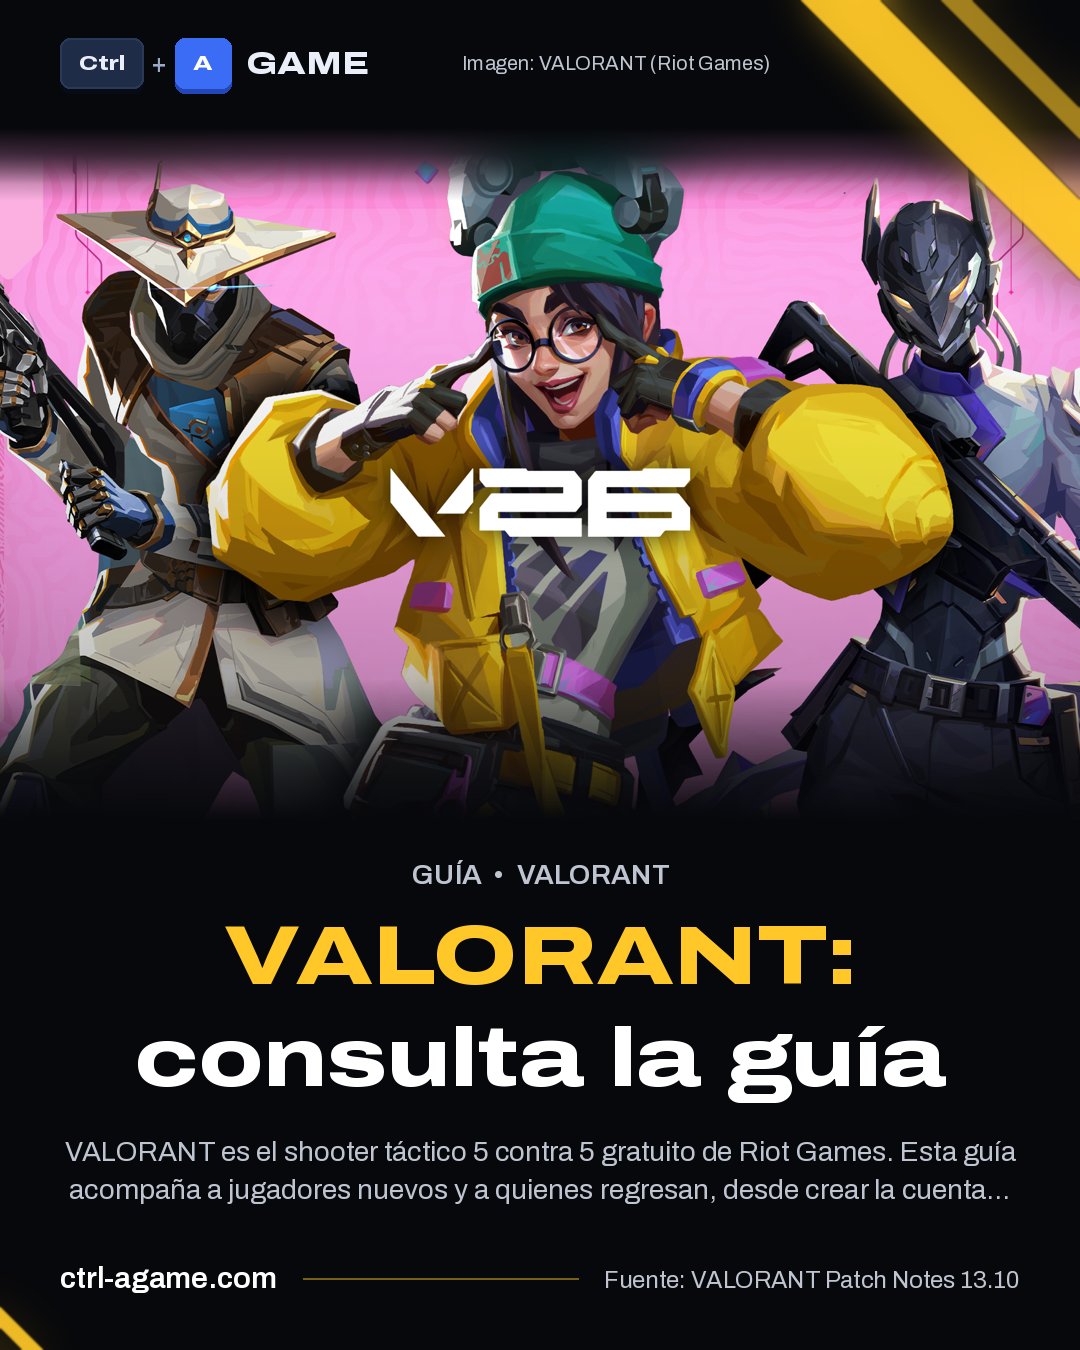 Ctrl + A GAME
Imagen: VALORANT (Riot Games)
V26
GUÍA • VALORANT
VALORANT:
consulta la guía
VALORANT es el shooter táctico 5 contra 5 gratuito de Riot Games. Esta guía
acompaña a jugadores nuevos y a quienes regresan, desde crear la cuenta...
ctrl-agame.com
Fuente: VALORANT Patch Notes 13.10